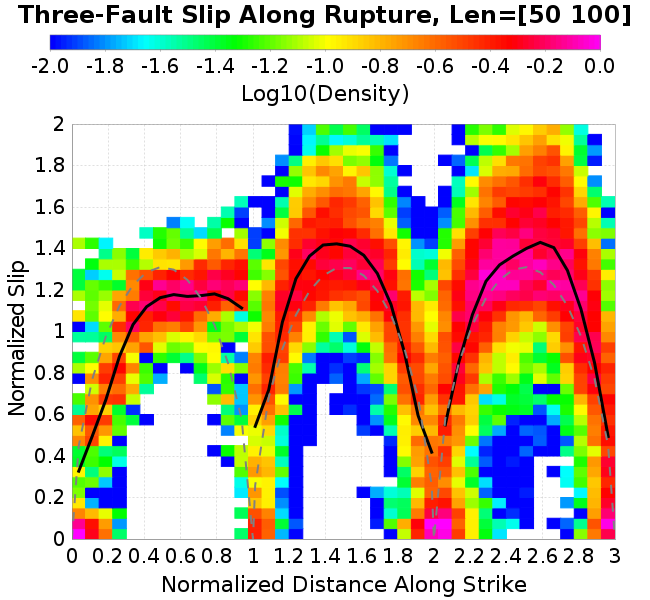 Three-Fault Slip Along Rupture, Len=[50 100]
-2.0 -1.8 -1.6 -1.4 -1.2 -1.0 -0.8 -0.6 -0.4 -0.2 0.0
Log10(Density)
2
1.8
1.6
1.4
1.2
1
0.8
0.6
0.4
0.2
0
Normalized Slip
0 0.2 0.4 0.6 0.8 1 1.2 1.4 1.6 1.8 2 2.2 2.4 2.6 2.8 3
Normalized Distance Along Strike